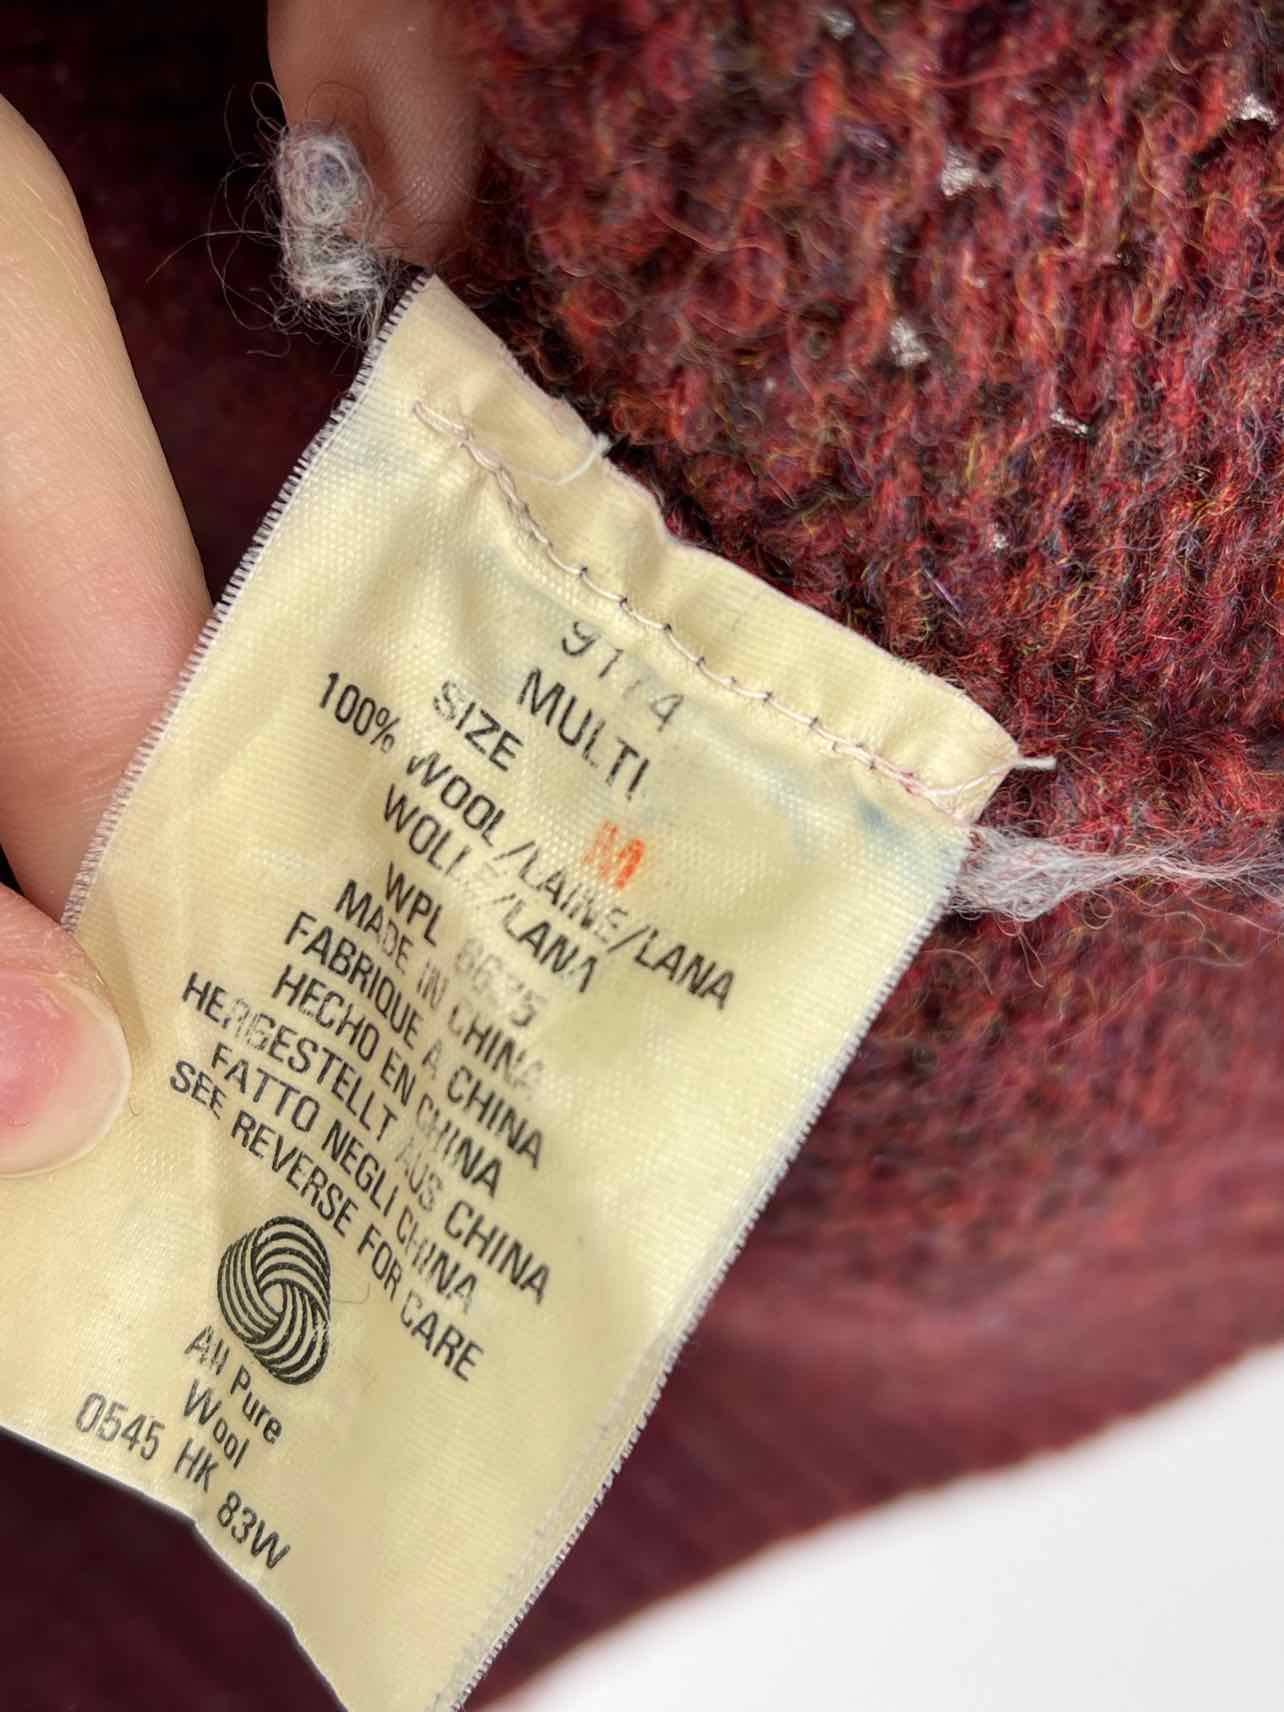 MULTI
SIZE M
100% WOOL/LAINE/LANA
WOLLE/LANA
WPL
MADE IN CHINA
FABRIQUE A CHINA
HECHO EN CHINA
HERGESTELLT AUS CHINA
FATTO NEGLI CHINA
SEE REVERSE FOR CARE
All Pure
Wool
0545 HK 83W